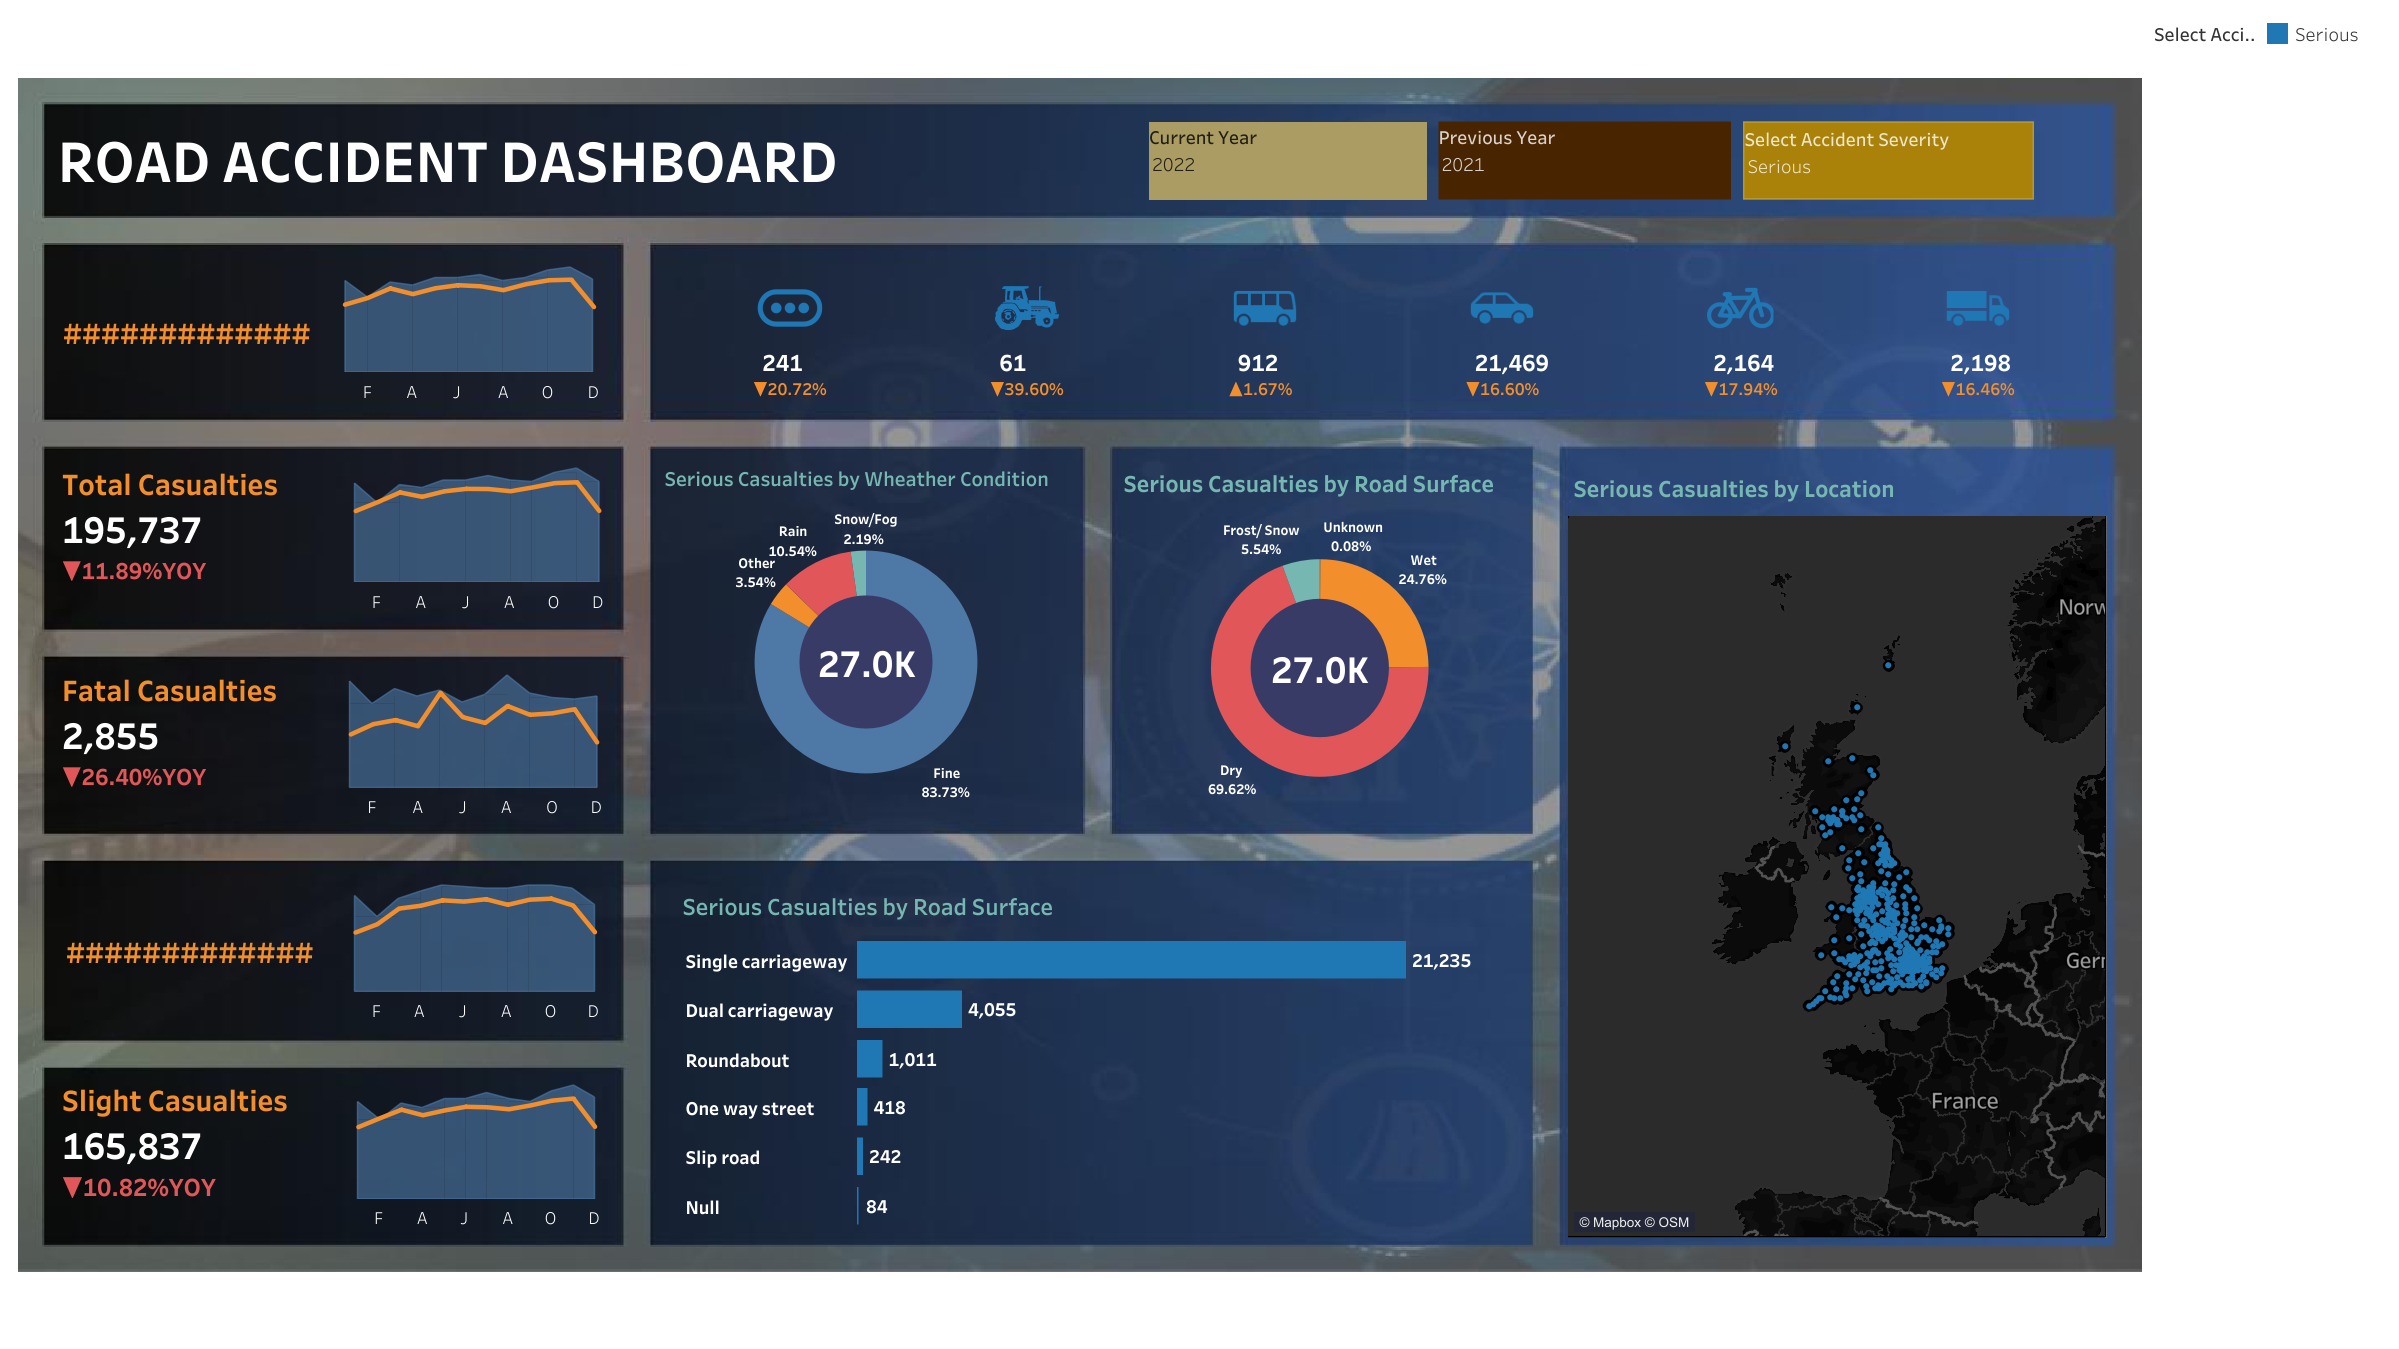 Select Acci.. Serious
ROAD ACCIDENT DASHBOARD
Current Year
2022
Previous Year
2021
Select Accident Severity
Serious
#############
F A J A O D
241
▼20.72%
61
▼39.60%
912
▲1.67%
21,469
▼16.60%
2,164
▼17.94%
2,198
▼16.46%
Total Casualties
195,737
▼11.89%YOY
F A J A O D
Fatal Casualties
2,855
▼26.40%YOY
F A J A O D
#############
F A J A O D
Slight Casualties
165,837
▼10.82%YOY
F A J A O D
Serious Casualties by Wheather Condition
Snow/Fog
2.19%
Rain
10.54%
Other
3.54%
27.0K
Fine
83.73%
Serious Casualties by Road Surface
Frost/ Snow
5.54%
Unknown
0.08%
Wet
24.76%
27.0K
Dry
69.62%
Serious Casualties by Road Surface
Single carriageway 21,235
Dual carriageway 4,055
Roundabout 1,011
One way street 418
Slip road 242
Null 84
Serious Casualties by Location
Norw
Gerr
France
© Mapbox © OSM